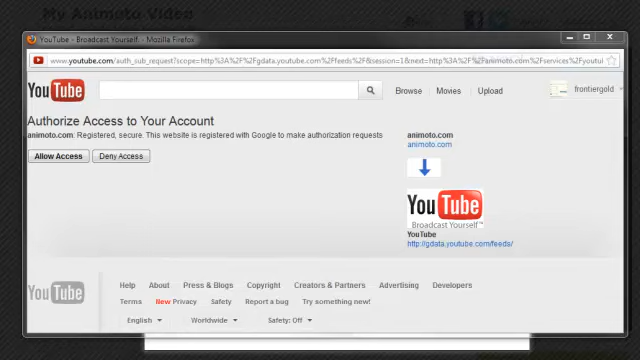 My Animoto Video
YouTube - Broadcast Yourself. - Mozilla Firefox
www.youtube.com/auth_sub_request?scope=http%3A%2F%2Fgdata.youtube.com%2Ffeeds%2F&session=1&next=http%3A%2F%2Fanimoto.com%2Fservices%2Fyoutul
YouTube
Browse Movies Upload frontiergold
Authorize Access to Your Account
animoto.com: Registered, secure. This website is registered with Google to make authorization requests
Allow Access Deny Access
animoto.com
animoto.com
YouTube
Broadcast Yourself™
YouTube
http://gdata.youtube.com/feeds/
YouTube
Help About Press & Blogs Copyright Creators & Partners Advertising Developers
Terms New Privacy Safety Report a bug Try something new!
English Worldwide Safety: Off